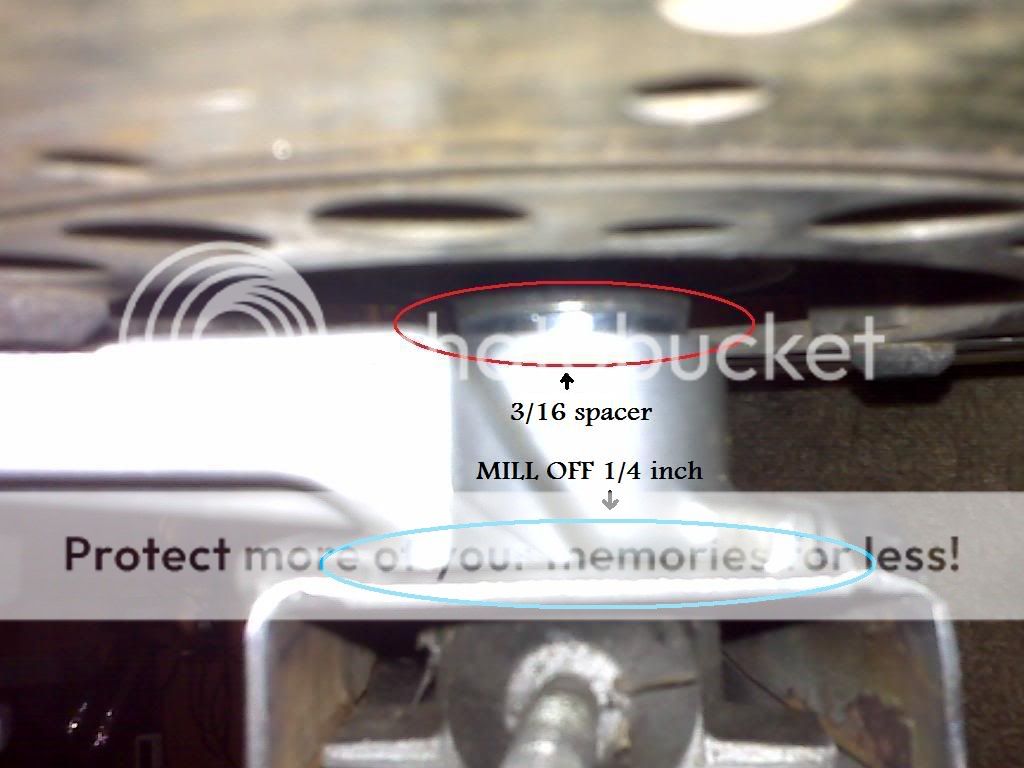 photobucket
3/16 spacer
MILL OFF 1/4 inch
Protect more of your memories for less!